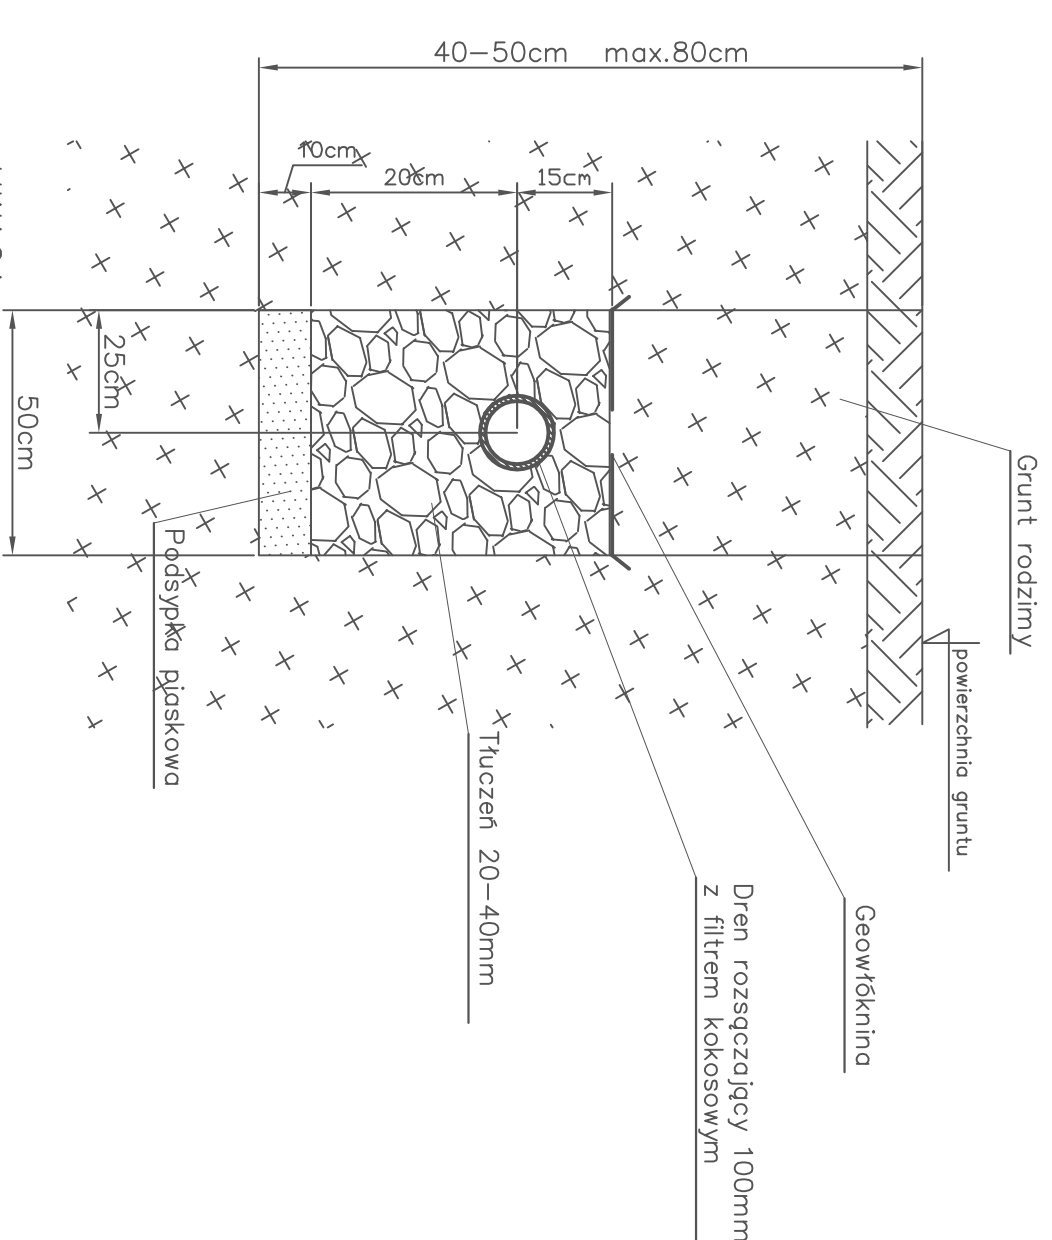 40-50cm max.80cm
10cm
20cm
15cm
25cm
50cm
Grunt rodzimy
powierzchnia gruntu
Geowłóknina
Dren rozsączający 100mm
z filtrem kokosowym
Tłuczeń 20-40mm
Podsypka piaskowa